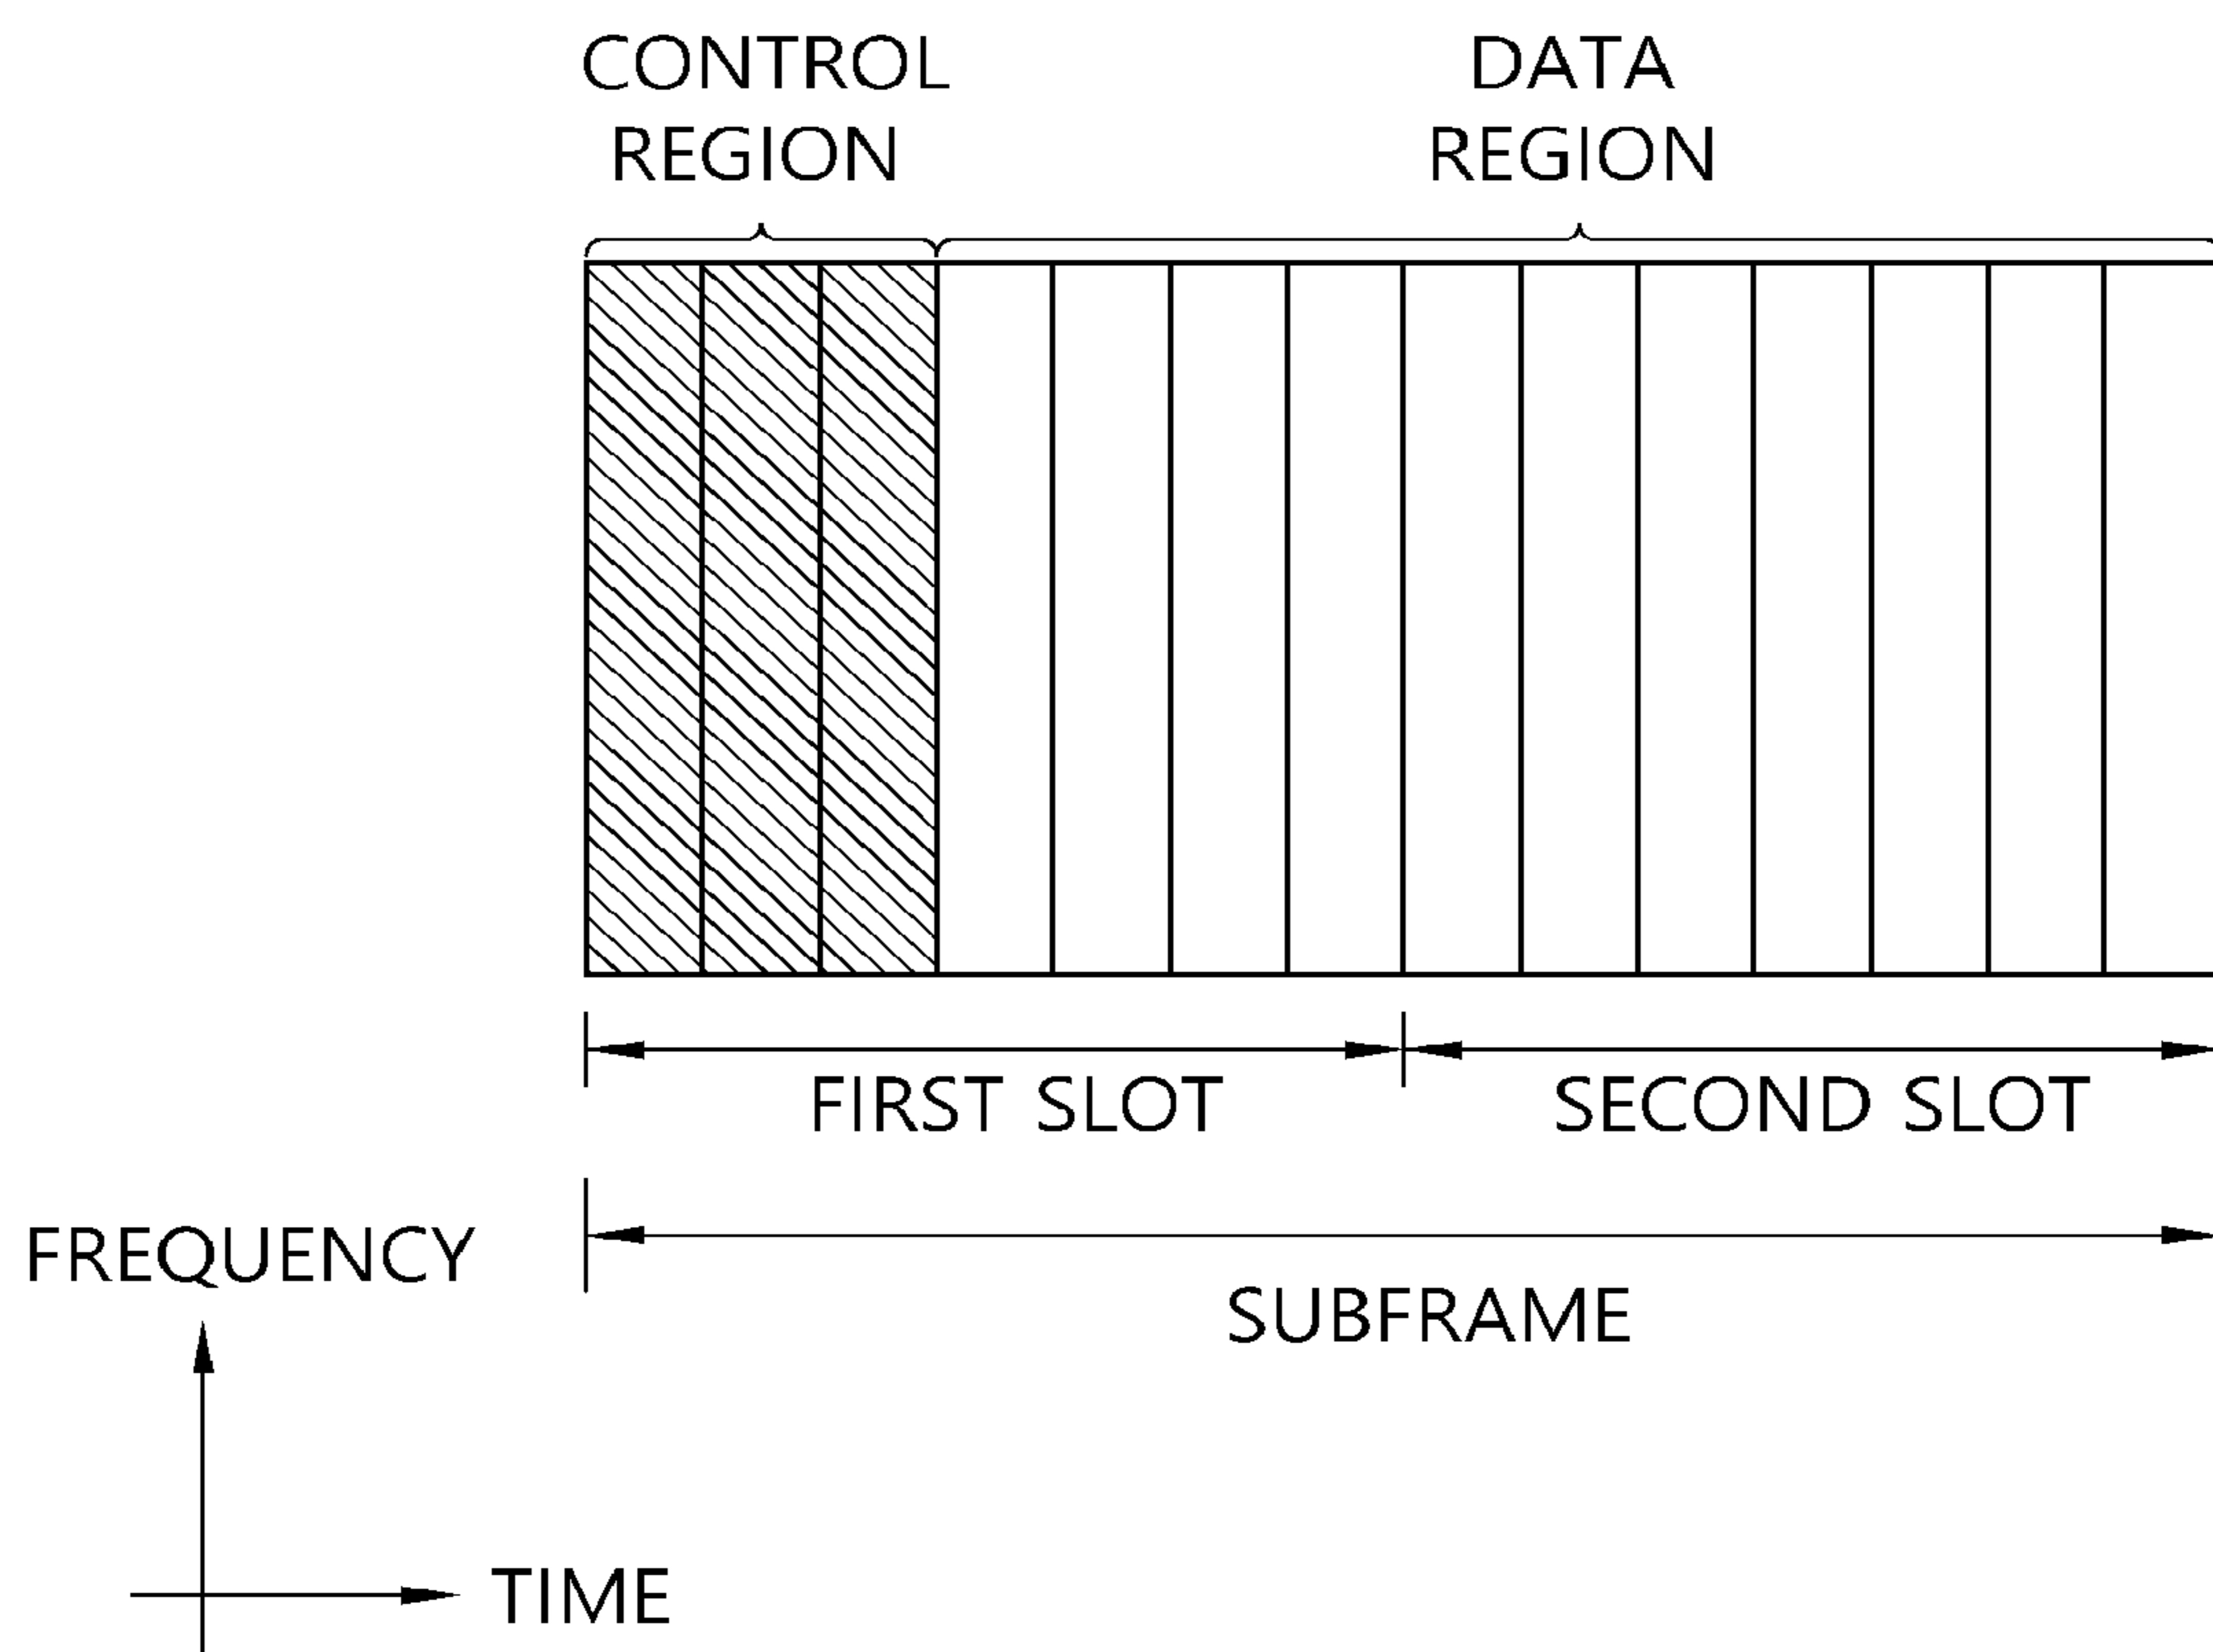 CONTROL
REGION
DATA
REGION
FIRST SLOT
SECOND SLOT
SUBFRAME
FREQUENCY
TIME